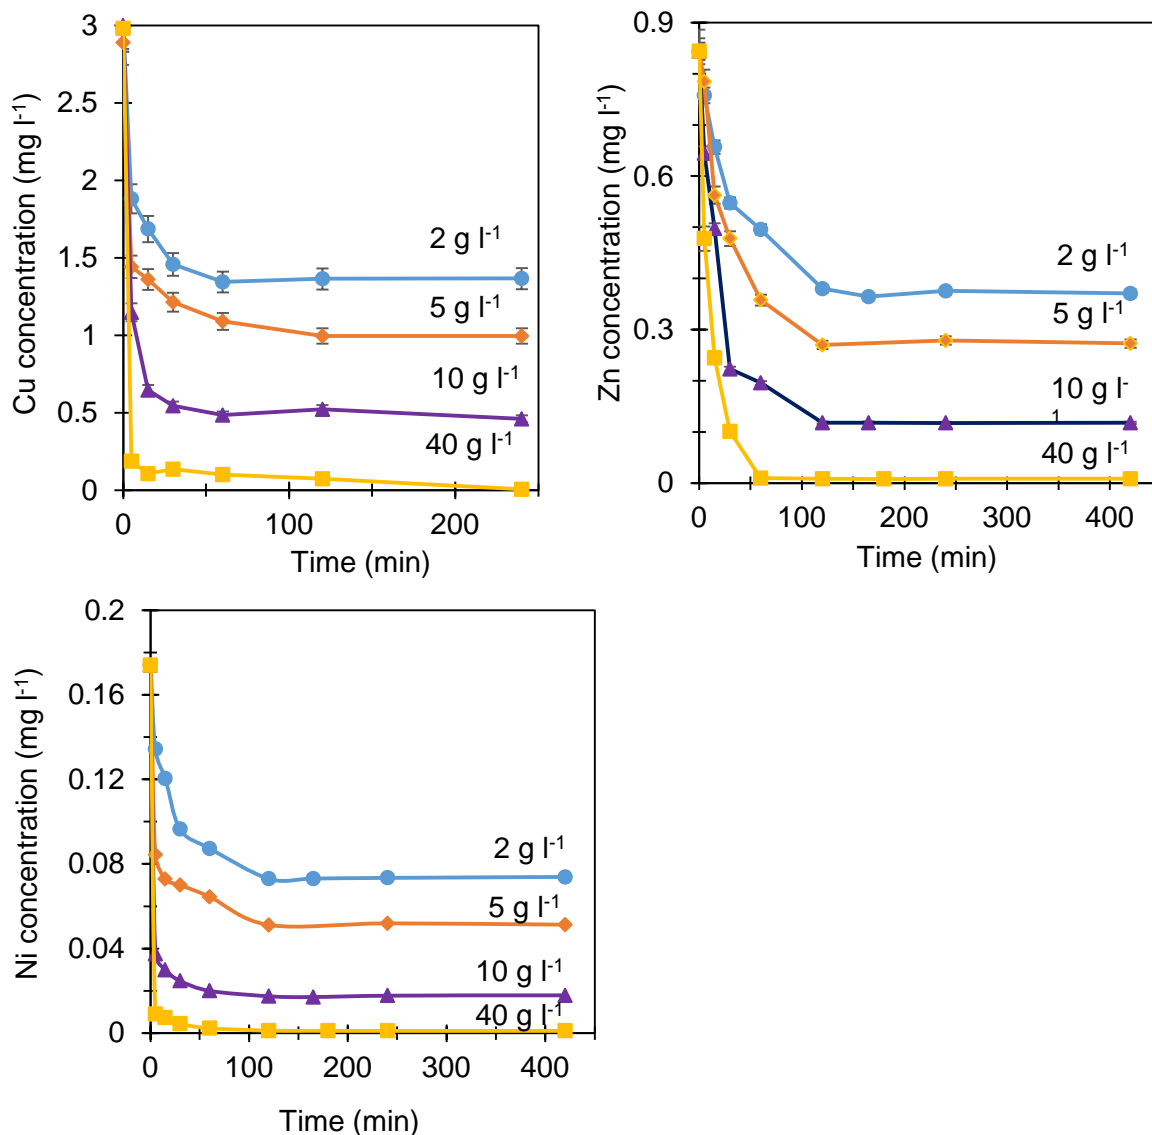 Cu concentration (mg l-1)
3
2.5
2
1.5
1
0.5
0
2 g l-1
5 g l-1
10 g l-1
40 g l-1
0 100 200
Time (min)
Zn concentration (mg l-1)
0.9
0.6
0.3
0
2 g l-1
5 g l-1
10 g l-
1
40 g l-1
0 100 200 300 400
Time (min)
Ni concentration (mg l-1)
0.2
0.16
0.12
0.08
0.04
0
2 g l-1
5 g l-1
10 g l-1
40 g l-1
0 100 200 300 400
Time (min)